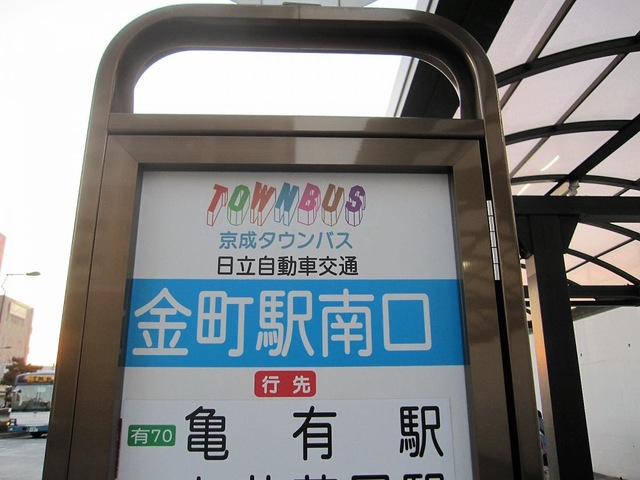 TOWNBUS
京成タウンバス
日立自動車交通
金町駅南口
行先
有70 亀有駅